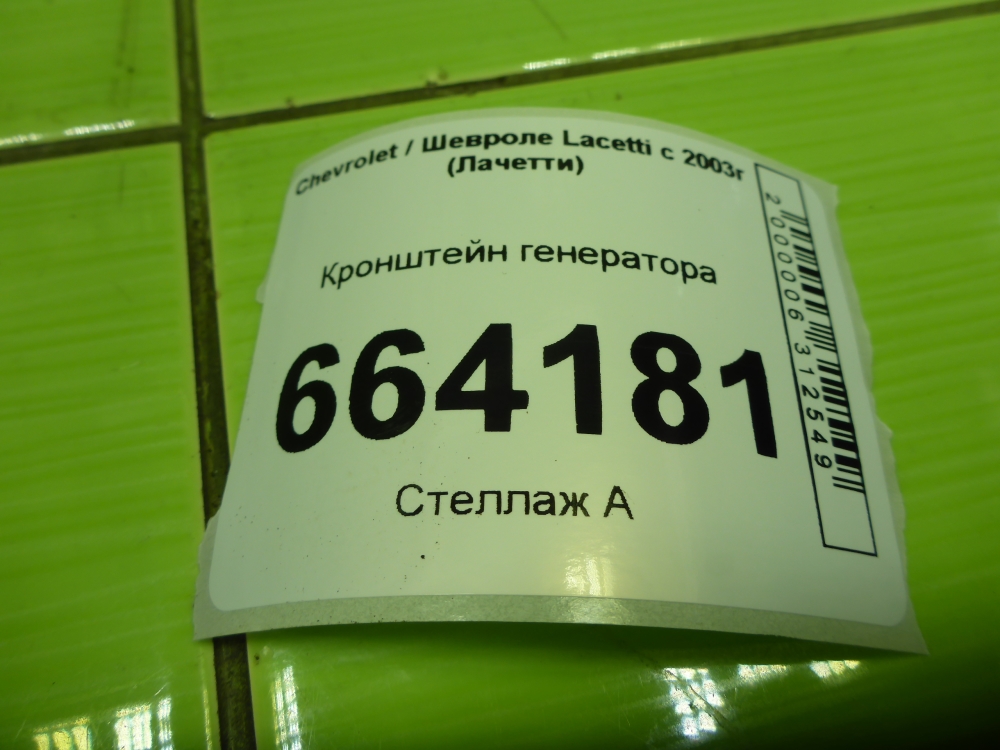 Chevrolet / Шевроле Lacetti с 2003г
(Лачетти)
Кронштейн генератора
664181
Стеллаж А
2000006312549